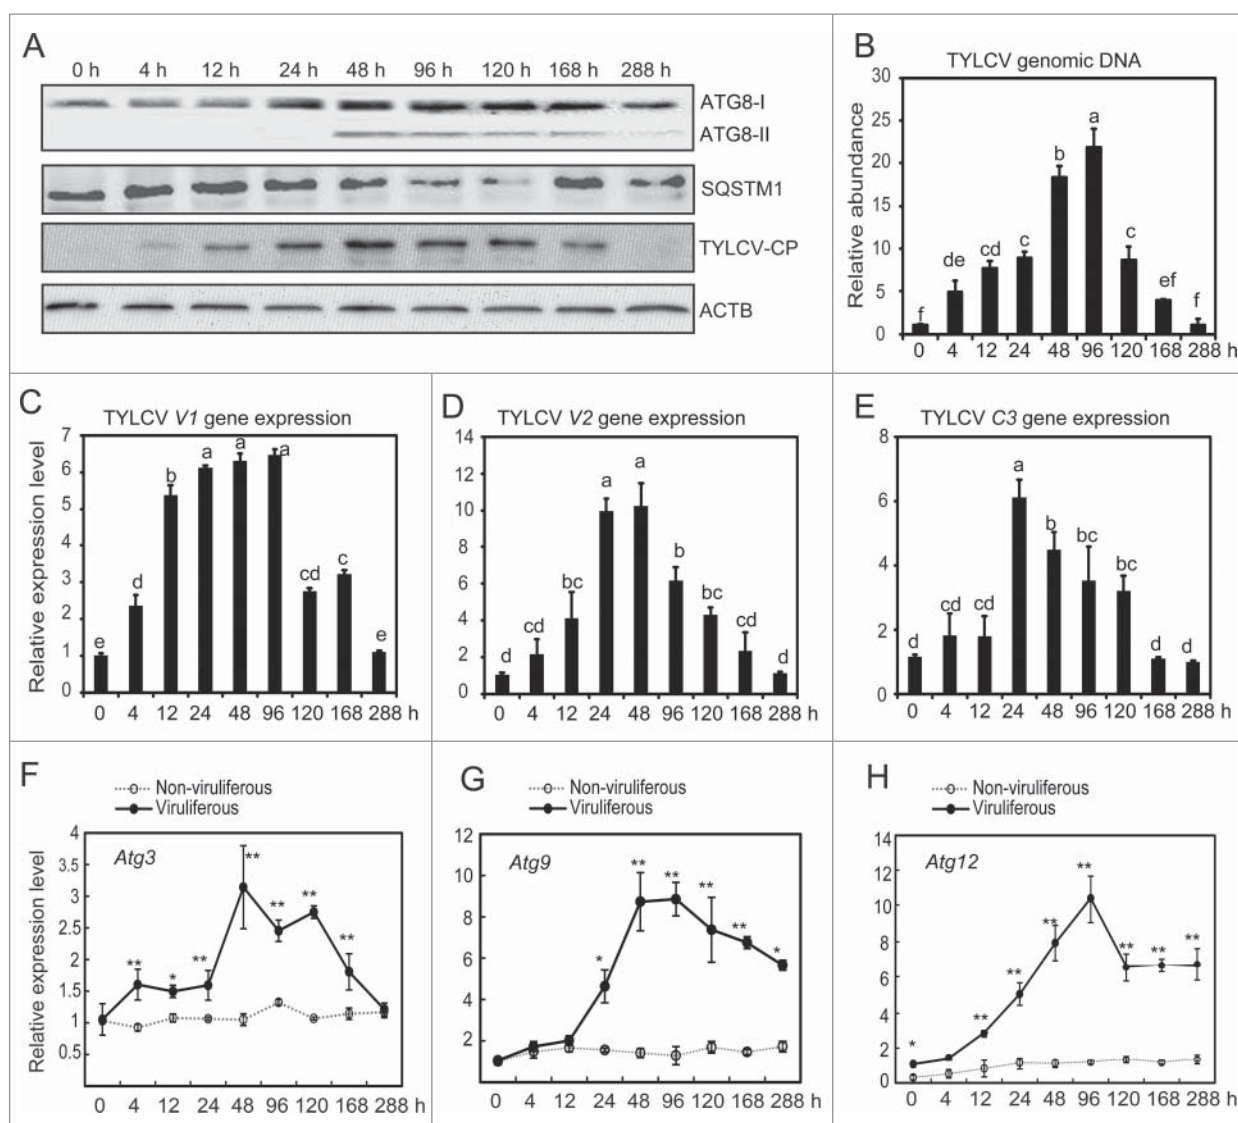 A
0 h 4 h 12 h 24 h 48 h 96 h 120 h 168 h 288 h
ATG8-I
ATG8-II
SQSTM1
TYLCV-CP
ACTB
B
TYLCV genomic DNA
Relative abundance
30
25
20
15
10
5
0
f de cd c b a c ef f
0 4 12 24 48 96 120 168 288 h
C
TYLCV V1 gene expression
Relative expression level
7
6
5
4
3
2
1
0
e d b a a a cd c e
0 4 12 24 48 96 120 168 288 h
D
TYLCV V2 gene expression
14
12
10
8
6
4
2
0
d cd bc a a b bc cd d
0 4 12 24 48 96 120 168 288 h
E
TYLCV C3 gene expression
8
6
4
2
0
d cd cd a b bc bc d d
0 4 12 24 48 96 120 168 288 h
F
Non-viruliferous
Viruliferous
Relative expression level
Atg3
4
3.5
3
2.5
2
1.5
1
0.5
** * ** ** ** ** **
0 4 12 24 48 96 120 168 288 h
G
Non-viruliferous
Viruliferous
Atg9
12
10
8
6
4
2
* ** ** ** ** *
0 4 12 24 48 96 120 168 288 h
H
Non-viruliferous
Viruliferous
Atg12
14
12
10
8
6
4
2
0
* ** ** ** ** ** ** **
0 4 12 24 48 96 120 168 288 h